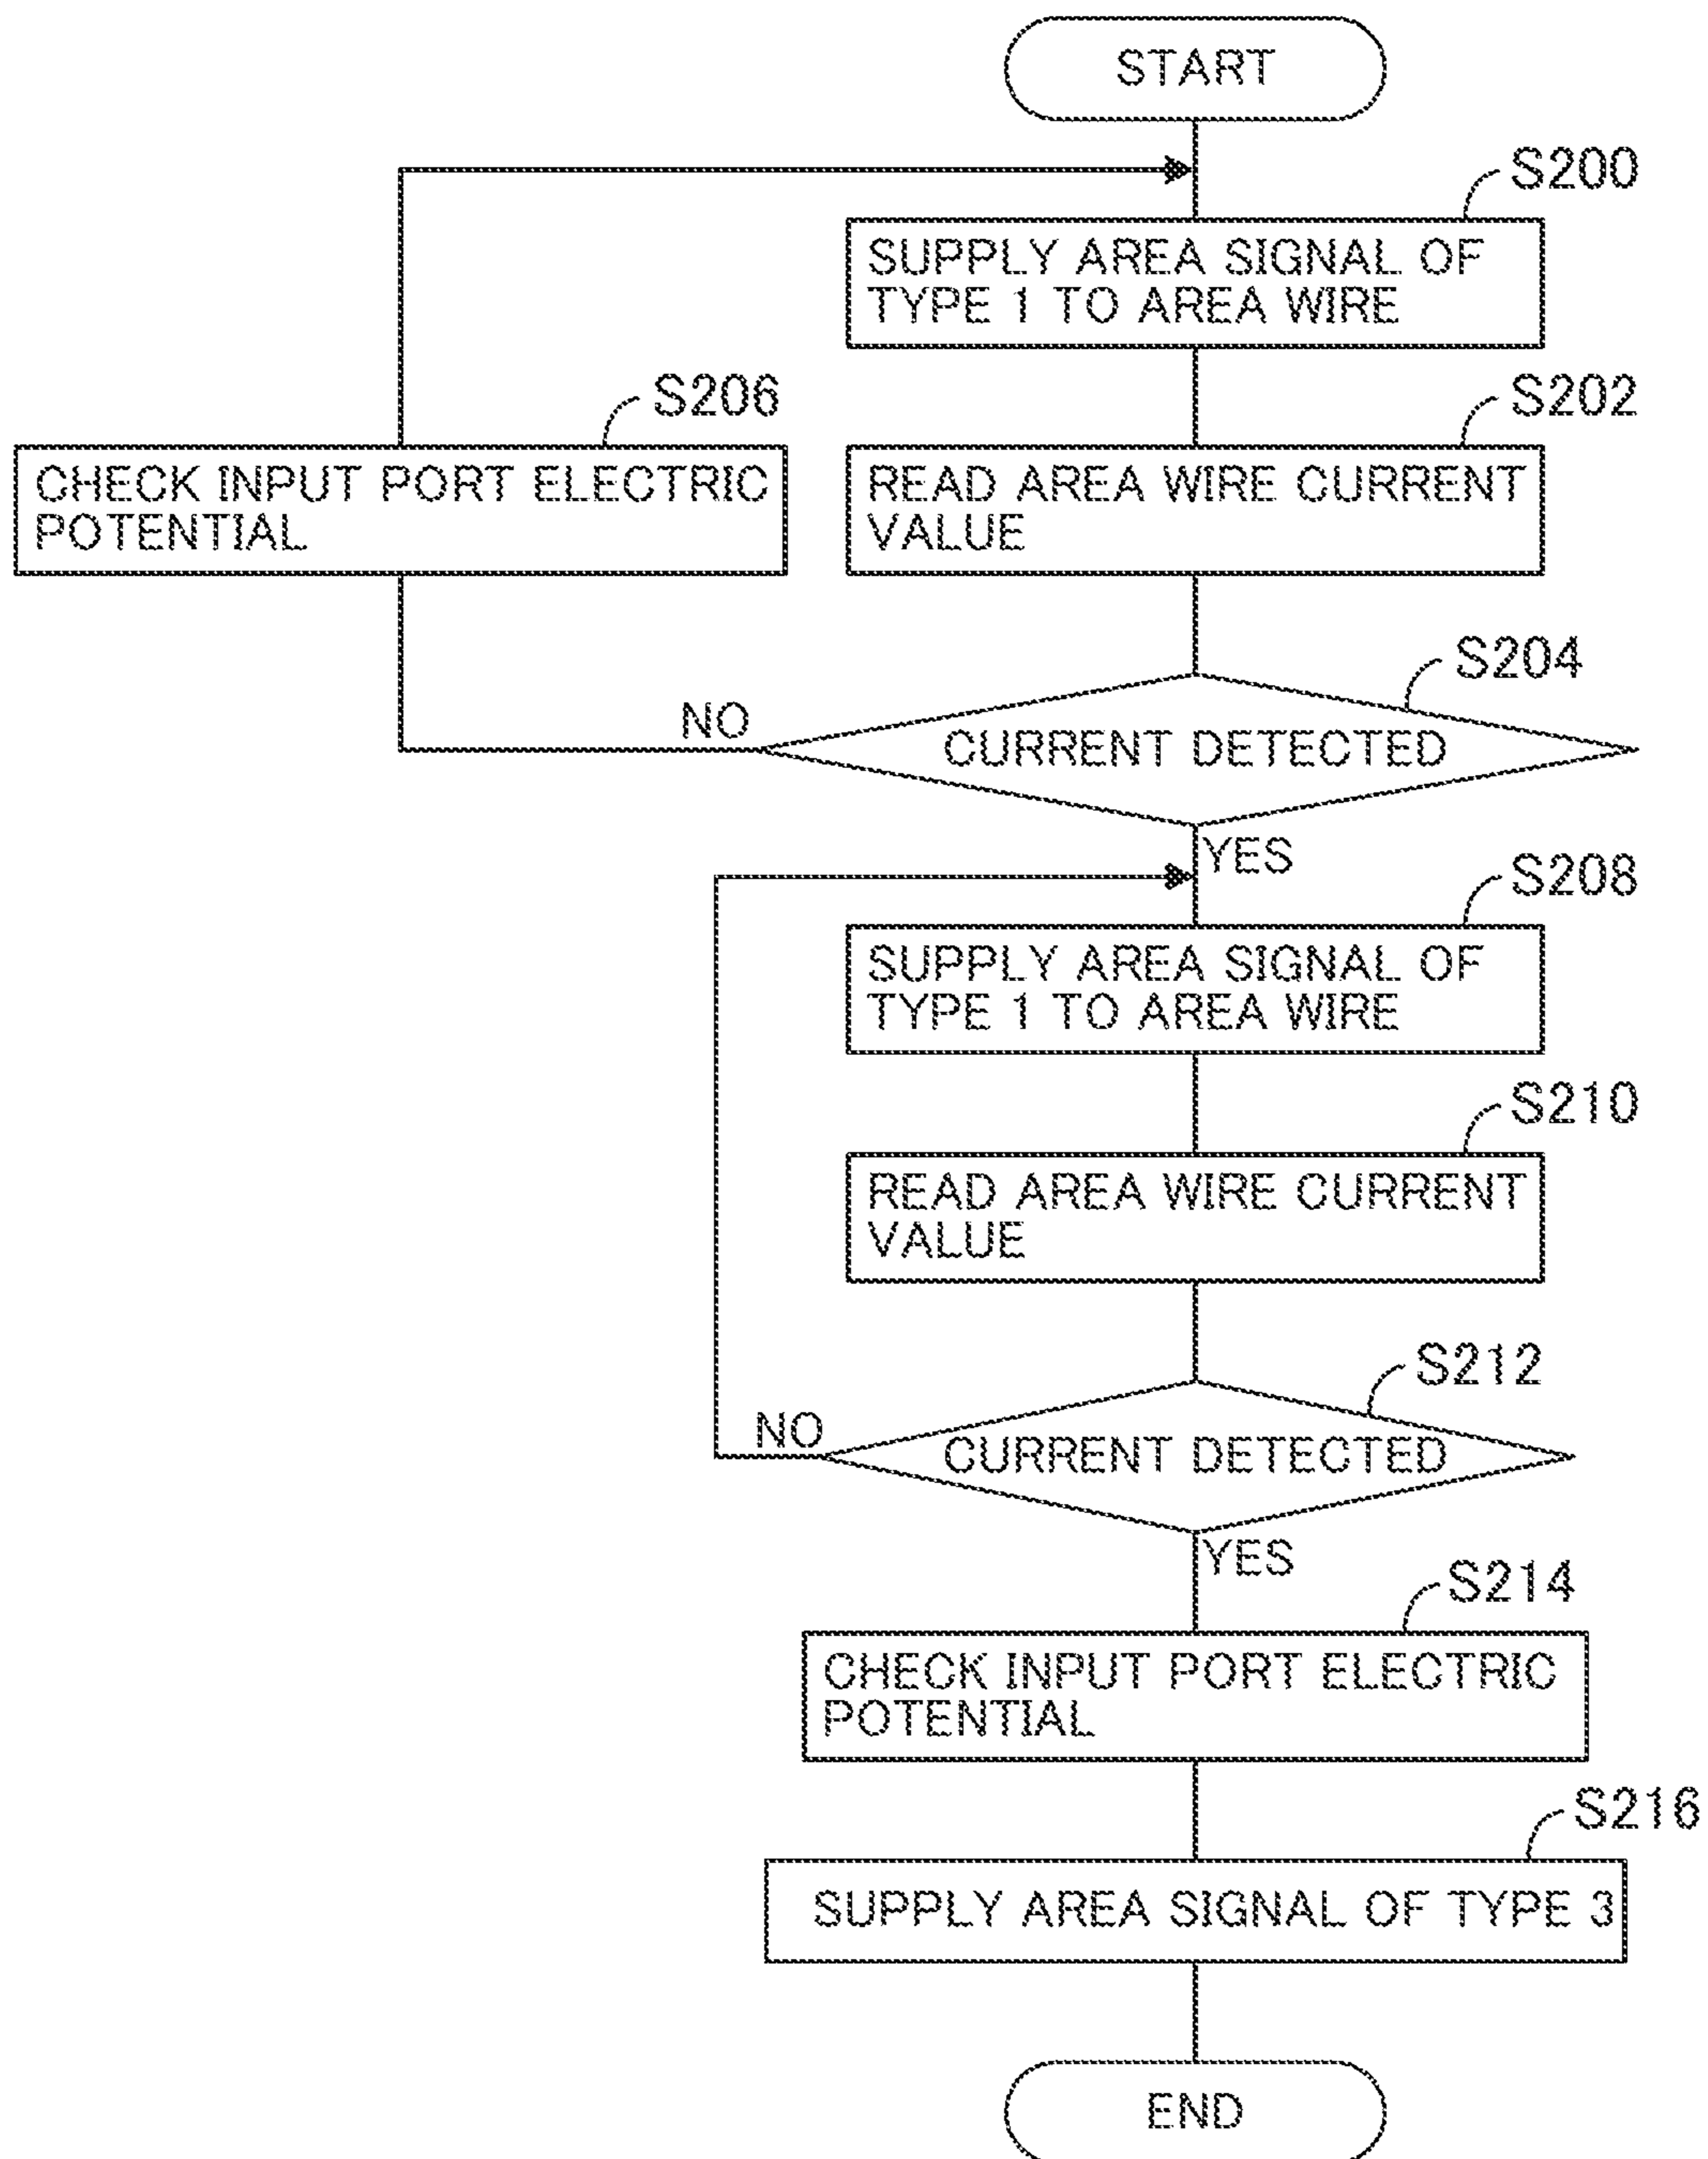 START
S200
SUPPLY AREA SIGNAL OF
TYPE 1 TO AREA WIRE
S206
CHECK INPUT PORT ELECTRIC
POTENTIAL
S202
READ AREA WIRE CURRENT
VALUE
S204
NO
CURRENT DETECTED
YES
S208
SUPPLY AREA SIGNAL OF
TYPE 1 TO AREA WIRE
S210
READ AREA WIRE CURRENT
VALUE
S212
NO
CURRENT DETECTED
YES
S214
CHECK INPUT PORT ELECTRIC
POTENTIAL
S216
SUPPLY AREA SIGNAL OF TYPE 3
END